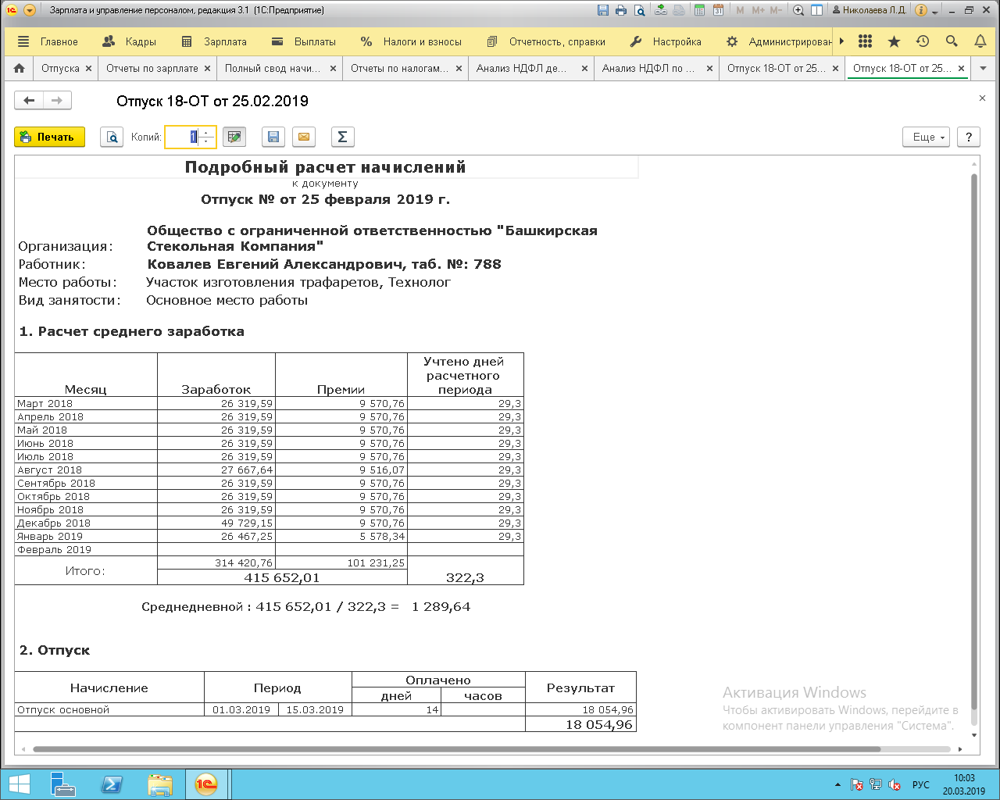 Зарплата и управление персоналом, редакция 3.1 (1С:Предприятие)
M M+ M- Николаева Л.Д.
Главное Кадры Зарплата Выплаты Налоги и взносы Отчетность, справки Настройка Администрирован
Отпуска × Отчеты по зарплате × Полный свод начи... × Отчеты по налогам... × Анализ НДФЛ де... × Анализ НДФЛ по ... × Отпуск 18-ОТ от 25... × Отпуск 18-ОТ от 25... ×
Отпуск 18-ОТ от 25.02.2019
Печать Копий: 1 Σ Еще ?
Подробный расчет начислений
к документу
Отпуск № от 25 февраля 2019 г.
Организация: Общество с ограниченной ответственностью "Башкирская
Стекольная Компания"
Работник: Ковалев Евгений Александрович, таб. №: 788
Место работы: Участок изготовления трафаретов, Технолог
Вид занятости: Основное место работы
1. Расчет среднего заработка
Месяц Заработок Премии Учтено дней
расчетного
периода
Март 2018 26 319,59 9 570,76 29,3
Апрель 2018 26 319,59 9 570,76 29,3
Май 2018 26 319,59 9 570,76 29,3
Июнь 2018 26 319,59 9 570,76 29,3
Июль 2018 26 319,59 9 570,76 29,3
Август 2018 27 667,64 9 516,07 29,3
Сентябрь 2018 26 319,59 9 570,76 29,3
Октябрь 2018 26 319,59 9 570,76 29,3
Ноябрь 2018 26 319,59 9 570,76 29,3
Декабрь 2018 49 729,15 9 570,76 29,3
Январь 2019 26 467,25 5 578,34 29,3
Февраль 2019
Итого: 314 420,76 101 231,25
415 652,01 322,3
Среднедневной : 415 652,01 / 322,3 = 1 289,64
2. Отпуск
Начисление Период Оплачено Результат
дней часов
Отпуск основной 01.03.2019 15.03.2019 14 18 054,96
18 054,96
Активация Windows
Чтобы активировать Windows, перейдите в
компонент панели управления "Система".
РУС 10:03
20.03.2019